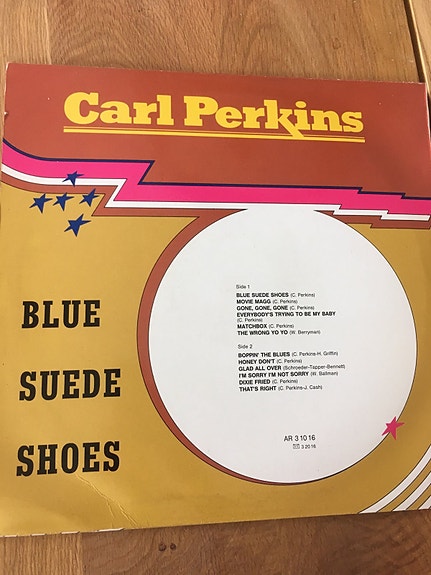 Carl Perkins
BLUE
SUEDE
SHOES
Side 1
BLUE SUEDE SHOES (C. Perkins)
MOVIE MAGG (C. Perkins)
GONE, GONE, GONE (C. Perkins)
EVERYBODY'S TRYING TO BE MY BABY
(C. Perkins)
MATCHBOX (C. Perkins)
THE WRONG YO YO (W. Berryman)
Side 2
BOPPIN' THE BLUES (C. Perkins-H. Griffin)
HONEY DON'T (C. Perkins)
GLAD ALL OVER (Schroeder-Tepper-Bennett)
I'M SORRY I'M NOT SORRY (W. Ballman)
DIXIE FRIED (C. Perkins)
THAT'S RIGHT (C. Perkins-J. Cash)
AR 31016
32016